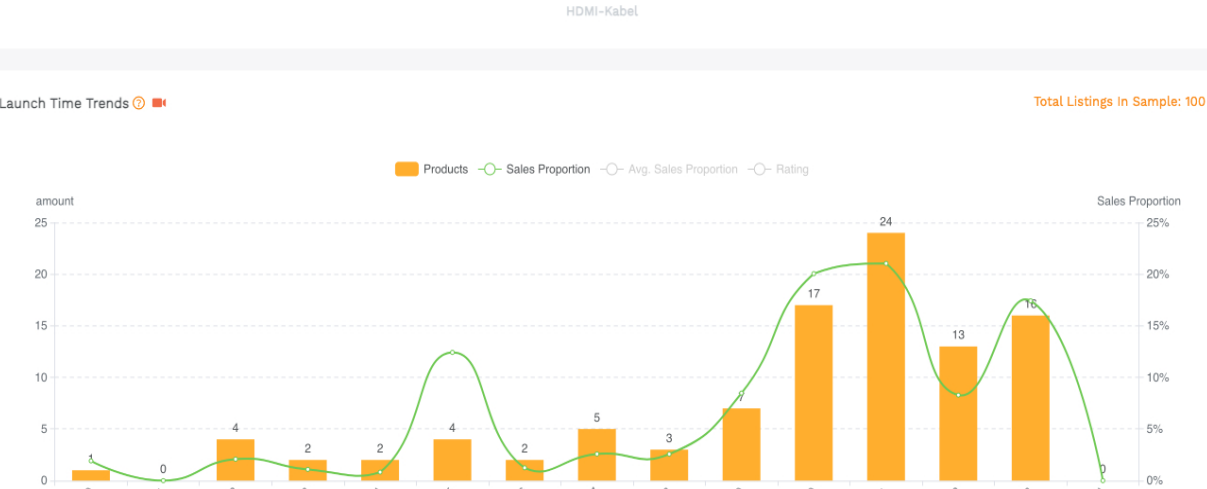 HDMI-Kabel
Launch Time Trends
Total Listings In Sample: 100
Products Sales Proportion Avg. Sales Proportion Rating
amount Sales Proportion
25 24 25%
20 20%
17 16
15 13 15%
10 10%
7
5 4 4 5 5%
2 2 2 3
1 0 0
0 0%